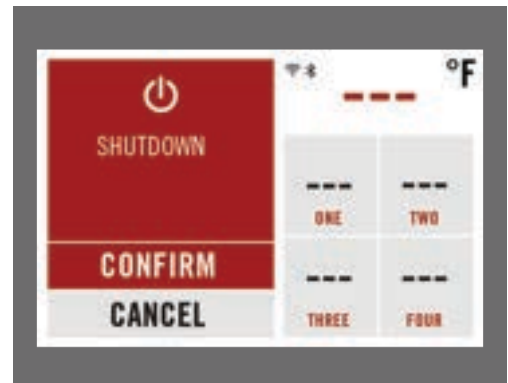 °F
---
SHUTDOWN
--- ---
ONE TWO
CONFIRM
--- ---
CANCEL
THREE FOUR